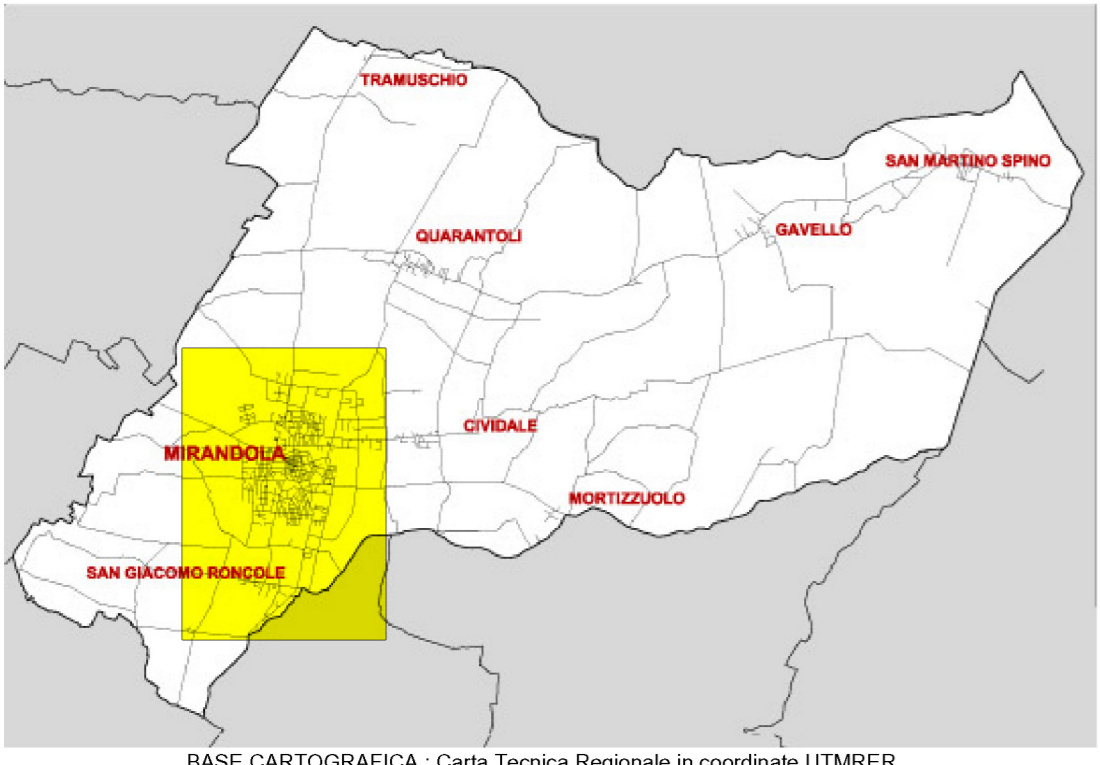 TRAMUSCHIO
SAN MARTINO SPINO
GAVELLO
QUARANTOLI
CIVIDALE
MIRANDOLA
MORTIZZUOLO
SAN GIACOMO RONCOLE
BASE CARTOGRAFICA : Carta Tecnica Regionale in coordinate UTMRER